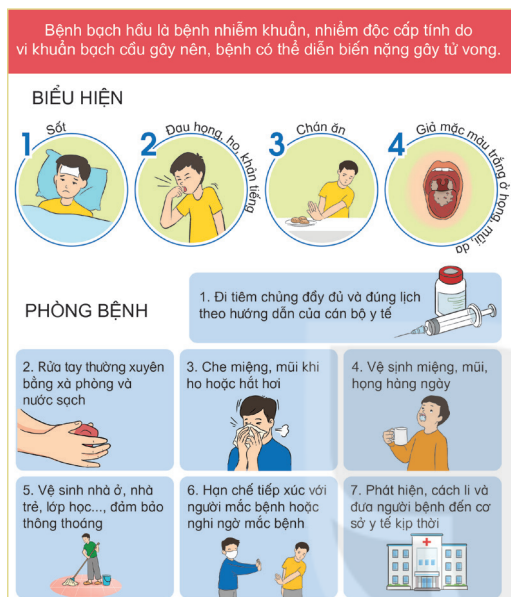 Bệnh bạch hầu là bệnh nhiễm khuẩn, nhiễm độc cấp tính do
vi khuẩn bạch cầu gây nên, bệnh có thể diễn biến nặng gây tử vong.
BIỂU HIỆN
1 Sốt
2 Đau họng, ho, khàn tiếng
3 Chán ăn
4 Giả mặc màu trắng ở họng, mũi, da
PHÒNG BỆNH
1. Đi tiêm chủng đầy đủ và đúng lịch
theo hướng dẫn của cán bộ y tế
2. Rửa tay thường xuyên
bằng xà phòng và
nước sạch
3. Che miệng, mũi khi
ho hoặc hắt hơi
4. Vệ sinh miệng, mũi,
họng hàng ngày
5. Vệ sinh nhà ở, nhà
trẻ, lớp học..., đảm bảo
thông thoáng
6. Hạn chế tiếp xúc với
người mắc bệnh hoặc
nghi ngờ mắc bệnh
7. Phát hiện, cách li và
đưa người bệnh đến cơ
sở y tế kịp thời